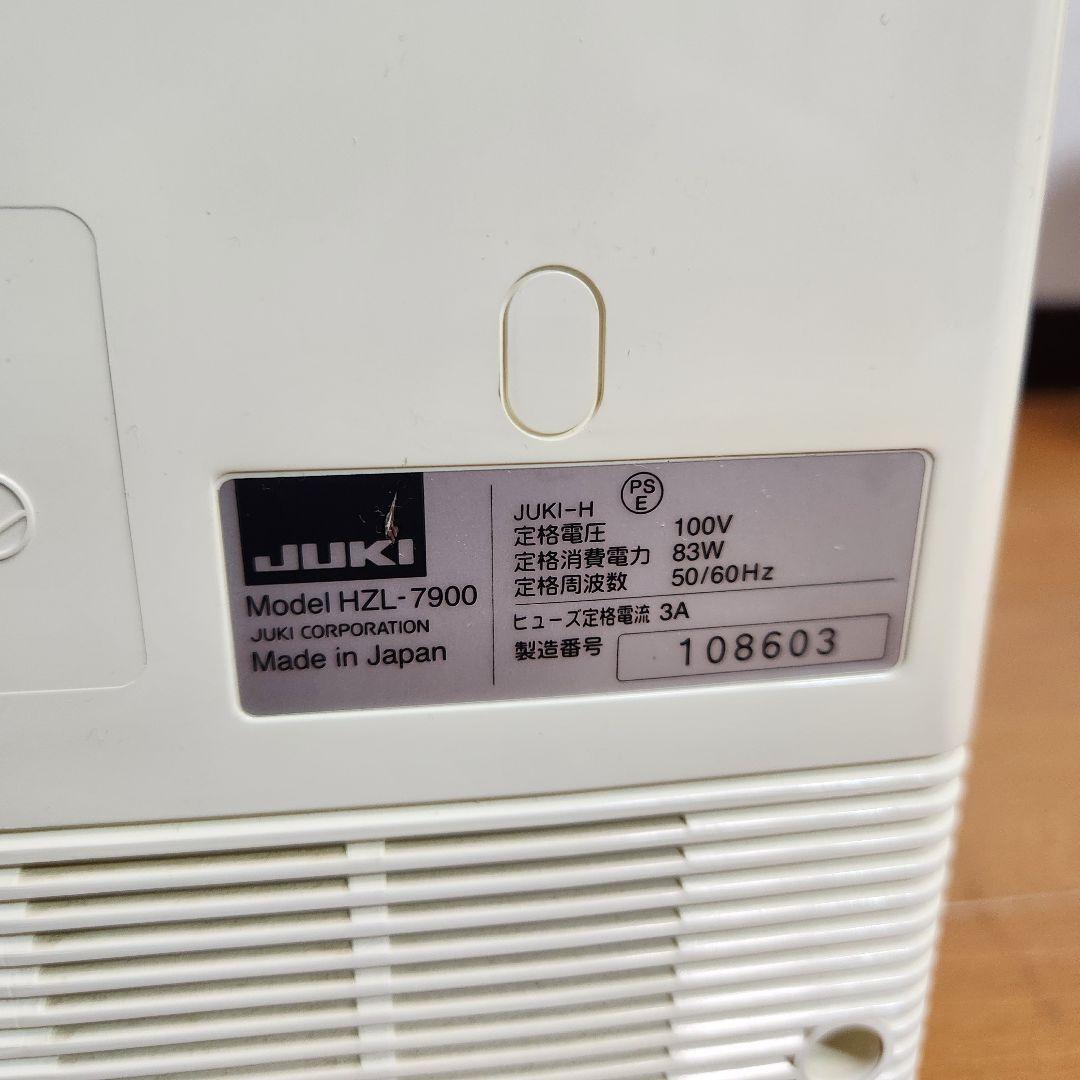 JUKI
Model HZL-7900
JUKI CORPORATION
Made in Japan
PS
E
JUKI-H
定格電圧 100V
定格消費電力 83W
定格周波数 50/60Hz
ヒューズ定格電流 3A
製造番号 108603